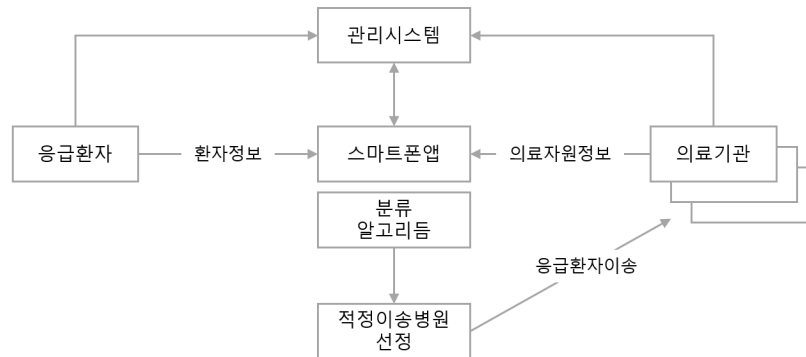 관리시스템
응급환자
환자정보
스마트폰앱
의료자원정보
의료기관
분류
알고리듬
응급환자이송
적정이송병원
선정